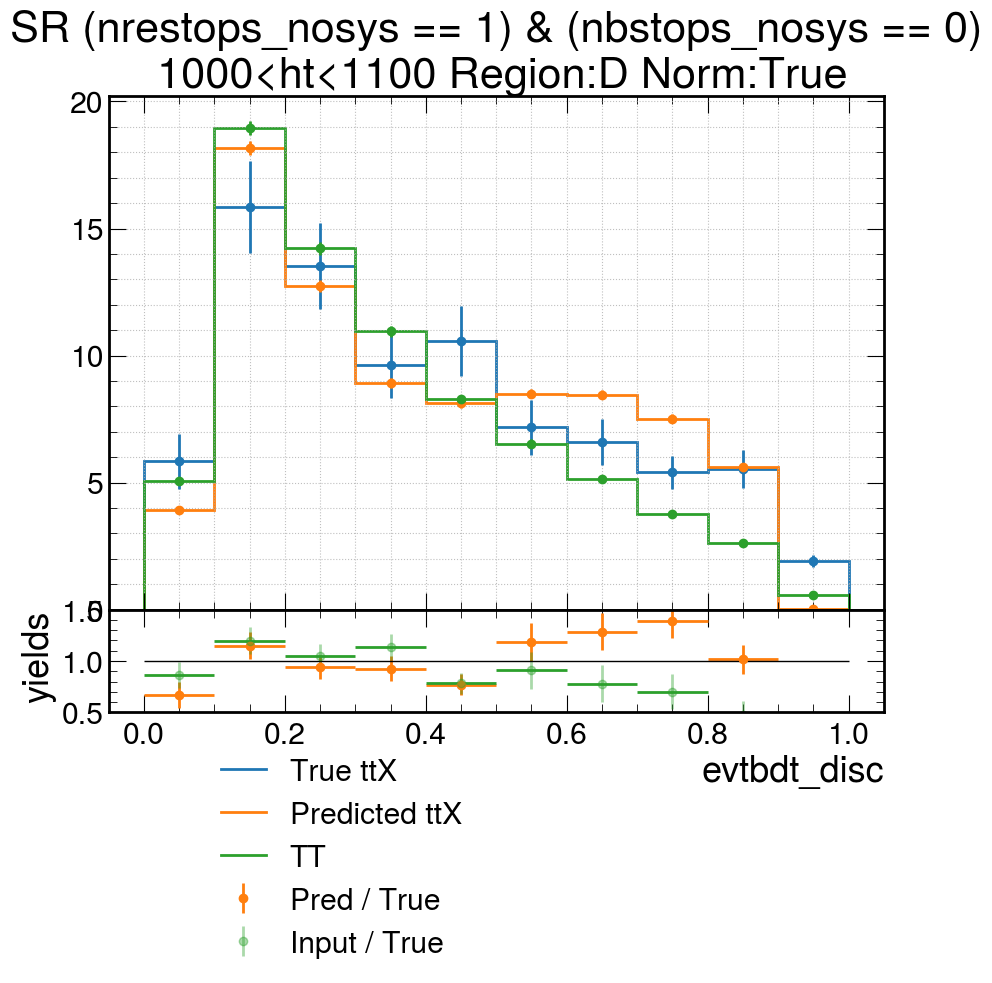 SR (nrestops_nosys == 1) & (nbstops_nosys == 0)
1000<ht<1100 Region:D Norm:True
20
15
10
5
0
1.5
1.0
0.5
yields
0.0 0.2 0.4 0.6 0.8 1.0
evtbdt_disc
True ttX
Predicted ttX
TT
Pred / True
Input / True